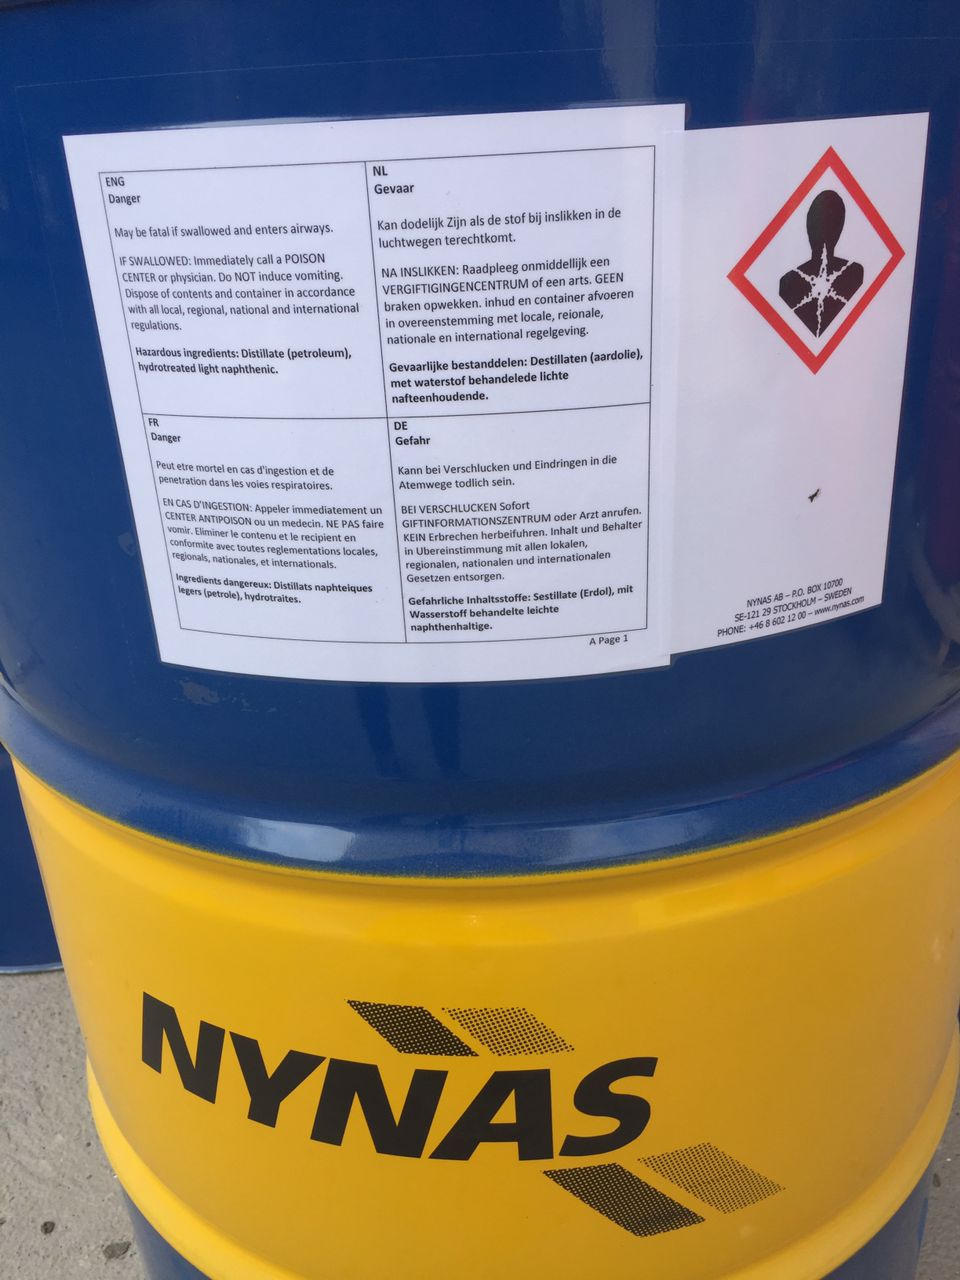 ENG
Danger
May be fatal if swallowed and enters airways.
IF SWALLOWED: Immediately call a POISON
CENTER or physician. Do NOT induce vomiting.
Dispose of contents and container in accordance
with all local, regional, national and international
regulations.
Hazardous ingredients: Distillate (petroleum),
hydrotreated light naphthenic.
NL
Gevaar
Kan dodelijk Zijn als de stof bij inslikken in de
luchtwegen terechtkomt.
NA INSLIKKEN: Raadpleeg onmiddellijk een
VERGIFTIGINGENCENTRUM of een arts. GEEN
braken opwekken. inhud en container afvoeren
in overeenstemming met locale, reionale,
nationale en international regelgeving.
Gevaarlijke bestanddelen: Destillaten (aardolie),
met waterstof behandelede lichte
nafteenhoudende.
FR
Danger
Peut etre mortel en cas d'ingestion et de
penetration dans les voies respiratoires.
EN CAS D'INGESTION: Appeler immediatement un
CENTER ANTIPOISON ou un medecin. NE PAS faire
vomir. Eliminer le contenu et le recipient en
conformite avec toutes reglementations locales,
regionals, nationales, et internationals.
Ingredients dangereux: Distillats naphteiques
legers (petrole), hydrotraites.
DE
Gefahr
Kann bei Verschlucken und Eindringen in die
Atemwege todlich sein.
BEI VERSCHLUCKEN Sofort
GIFTINFORMATIONSZENTRUM oder Arzt anrufen.
KEIN Erbrechen herbeifuhren. Inhalt und Behalter
in Ubereinstimmung mit allen lokalen,
regionalen, nationalen und internationalen
Gesetzen entsorgen.
Gefahrliche Inhaltsstoffe: Sestillate (Erdol), mit
Wasserstoff behandelte leichte
naphthenhaltige.
A Page 1
NYNAS AB – P.O. BOX 10700
SE-121 29 STOCKHOLM – SWEDEN
PHONE: +46 8 602 12 00 – www.nynas.com
NYNAS